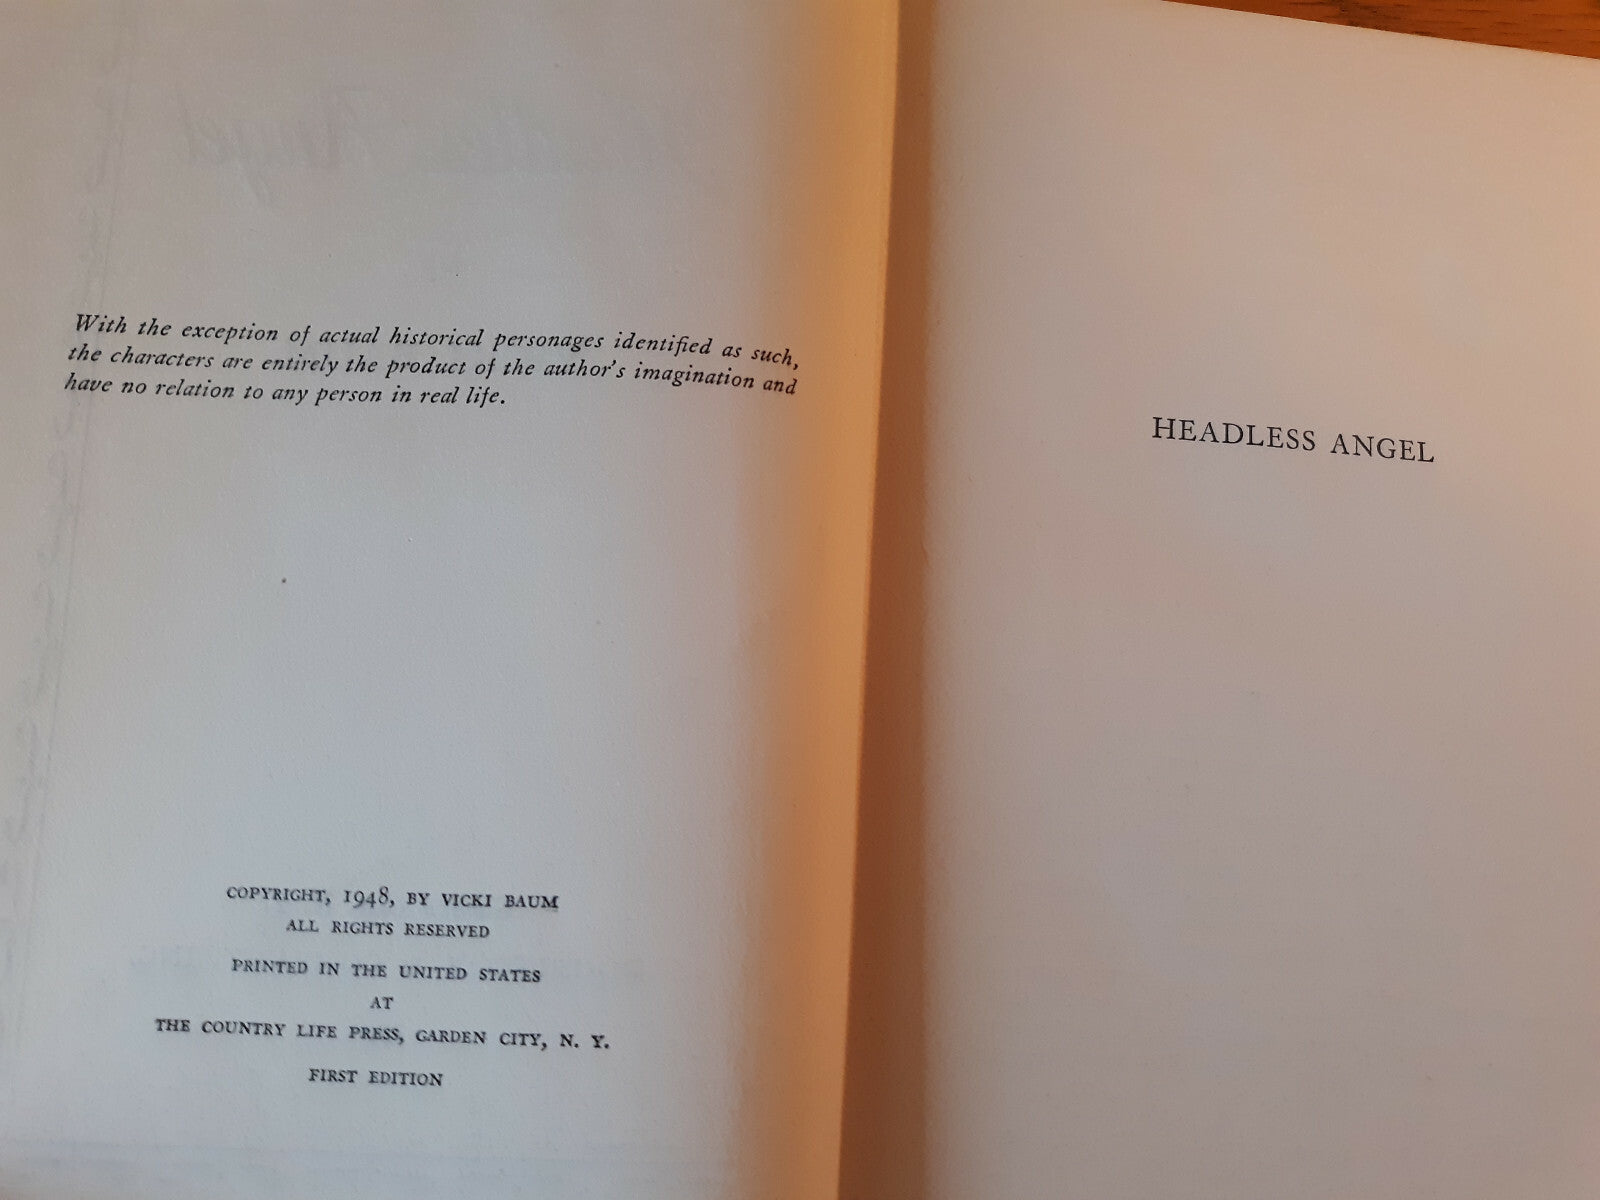 With the exception of actual historical personages identified as such,
the characters are entirely the product of the author's imagination and
have no relation to any person in real life.
COPYRIGHT, 1948, BY VICKI BAUM
ALL RIGHTS RESERVED
PRINTED IN THE UNITED STATES
AT
THE COUNTRY LIFE PRESS, GARDEN CITY, N. Y.
FIRST EDITION
HEADLESS ANGEL